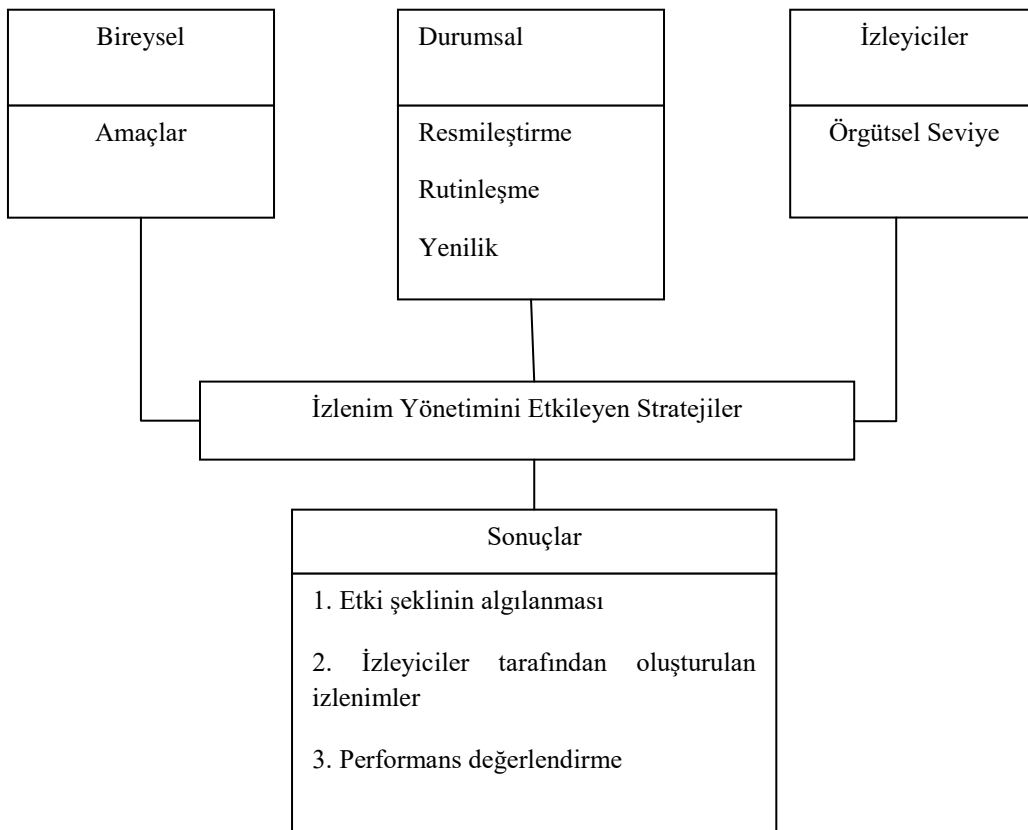 Bireysel
Amaçlar
Durumsal
Resmileştirme
Rutinleşme
Yenilik
İzleyiciler
Örgütsel Seviye
İzlenim Yönetimini Etkileyen Stratejiler
Sonuçlar
1. Etki şeklinin algılanması
2. İzleyiciler tarafından oluşturulan
izlenimler
3. Performans değerlendirme